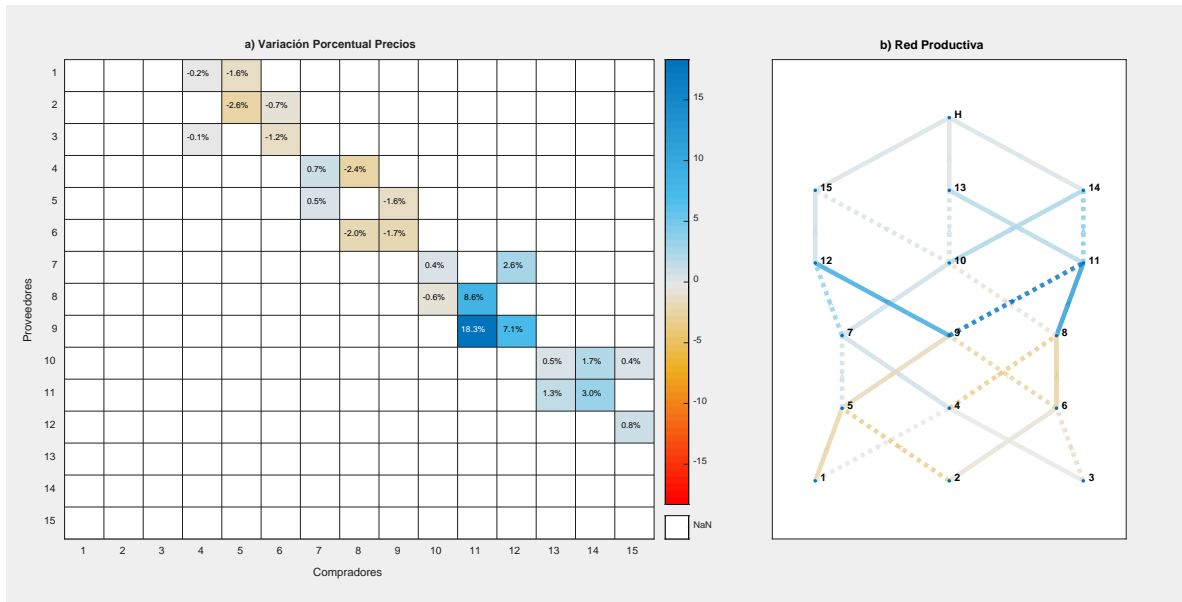 a) Variación Porcentual Precios
b) Red Productiva
Proveedores
1 -0.2% -1.6%
2 -2.6% -0.7%
3 -0.1% -1.2%
4 0.7% -2.4%
5 0.5% -1.6%
6 -2.0% -1.7%
7 0.4% 2.6%
8 -0.6% 8.6%
9 18.3% 7.1%
10 0.5% 1.7% 0.4%
11 1.3% 3.0%
12 0.8%
13
14
15
1 2 3 4 5 6 7 8 9 10 11 12 13 14 15
Compradores
15
10
5
0
-5
-10
-15
NaN
H
15 13 14
12 10 11
7 9 8
5 4 6
1 2 3